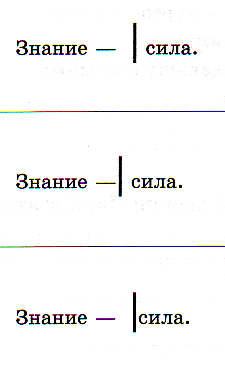 Знание — | сила.
Знание —| сила.
Знание — |сила.